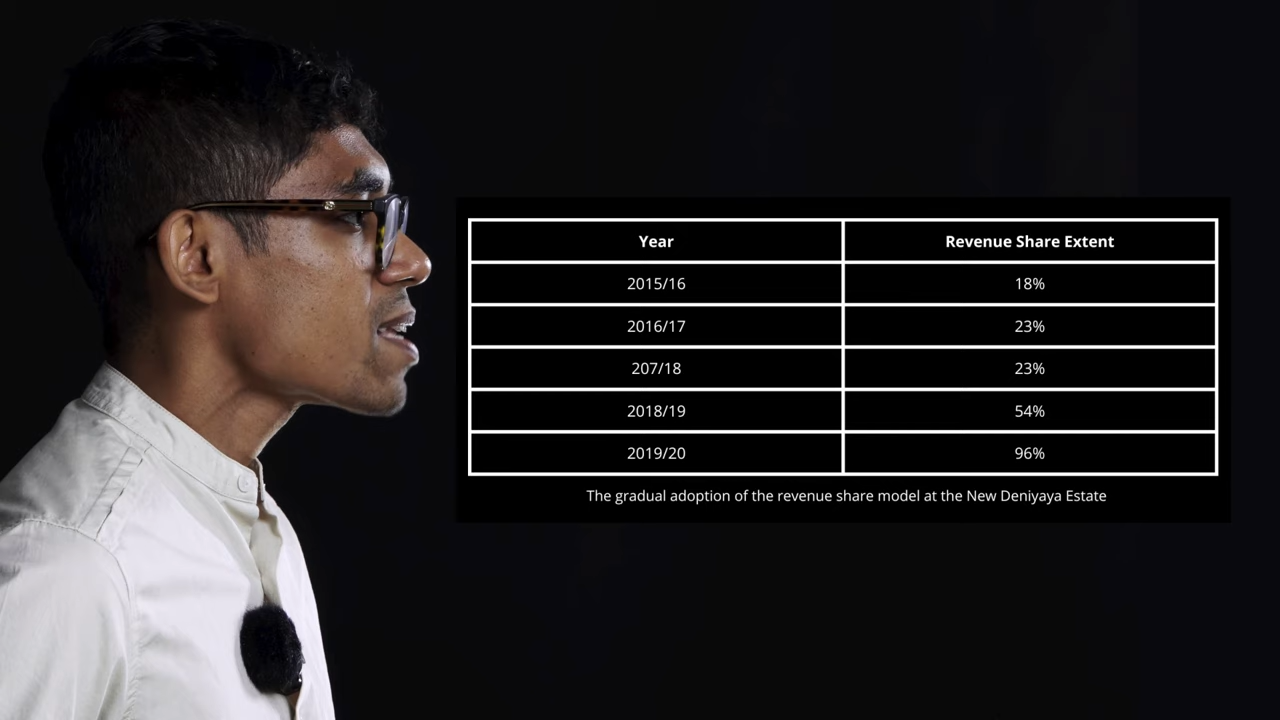 Year Revenue Share Extent
2015/16 18%
2016/17 23%
207/18 23%
2018/19 54%
2019/20 96%
The gradual adoption of the revenue share model at the New Deniyaya Estate